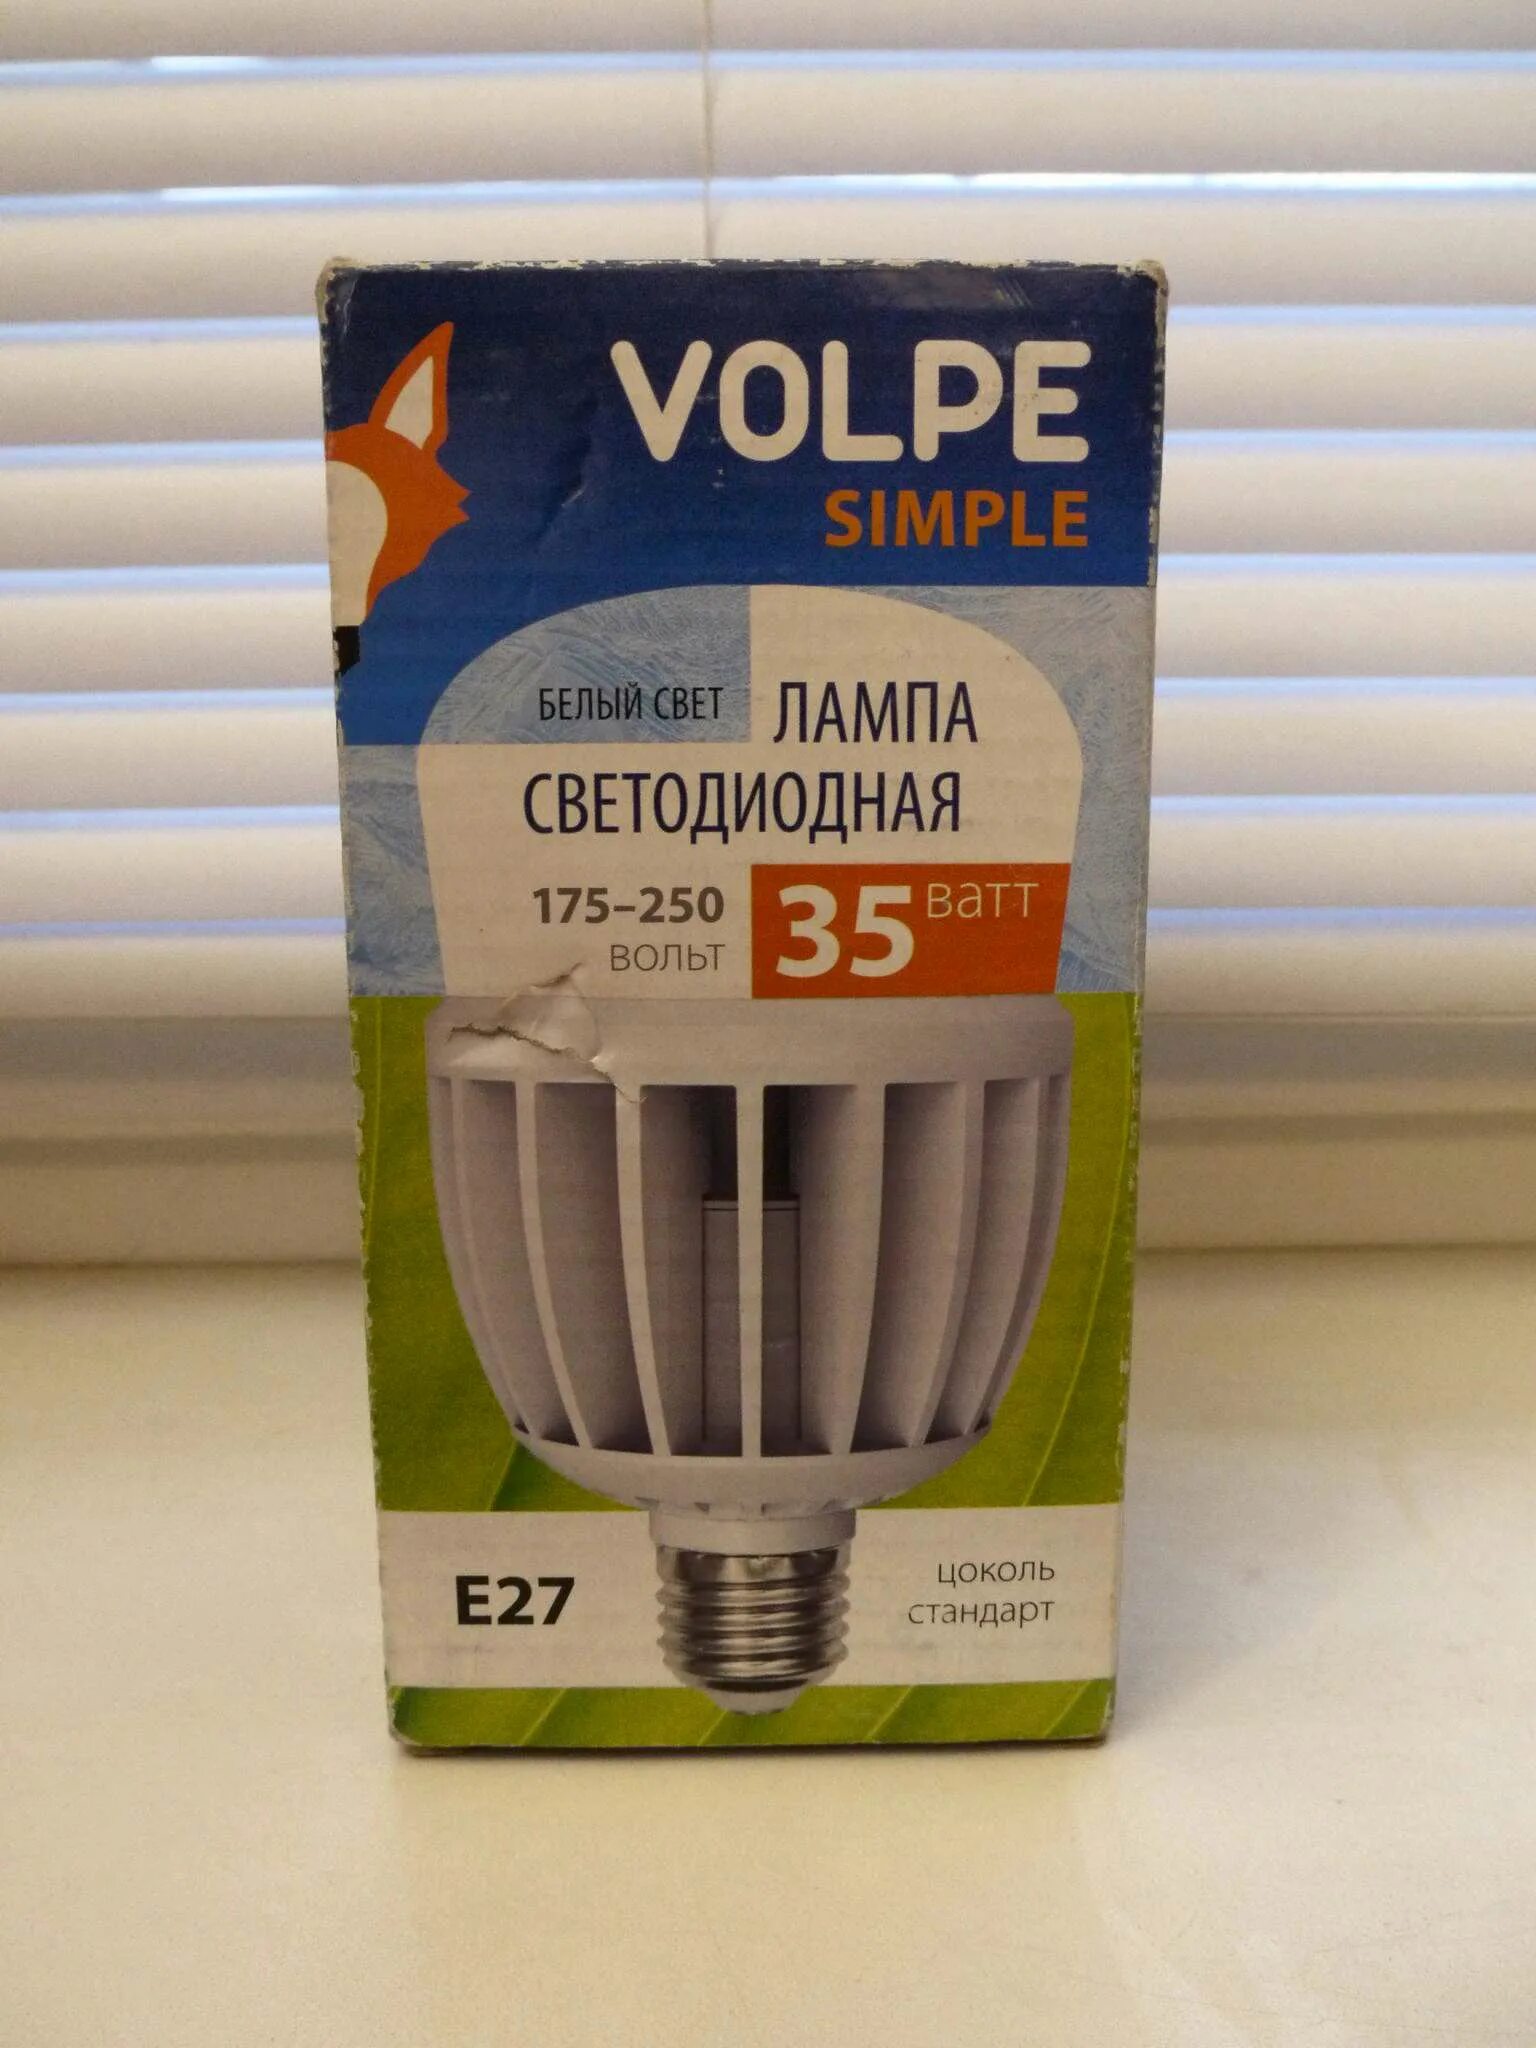 VOLPE
SIMPLE
БЕЛЫЙ СВЕТ
ЛАМПА
СВЕТОДИОДНАЯ
175–250
ВОЛЬТ
35 ватт
E27
цоколь
стандарт